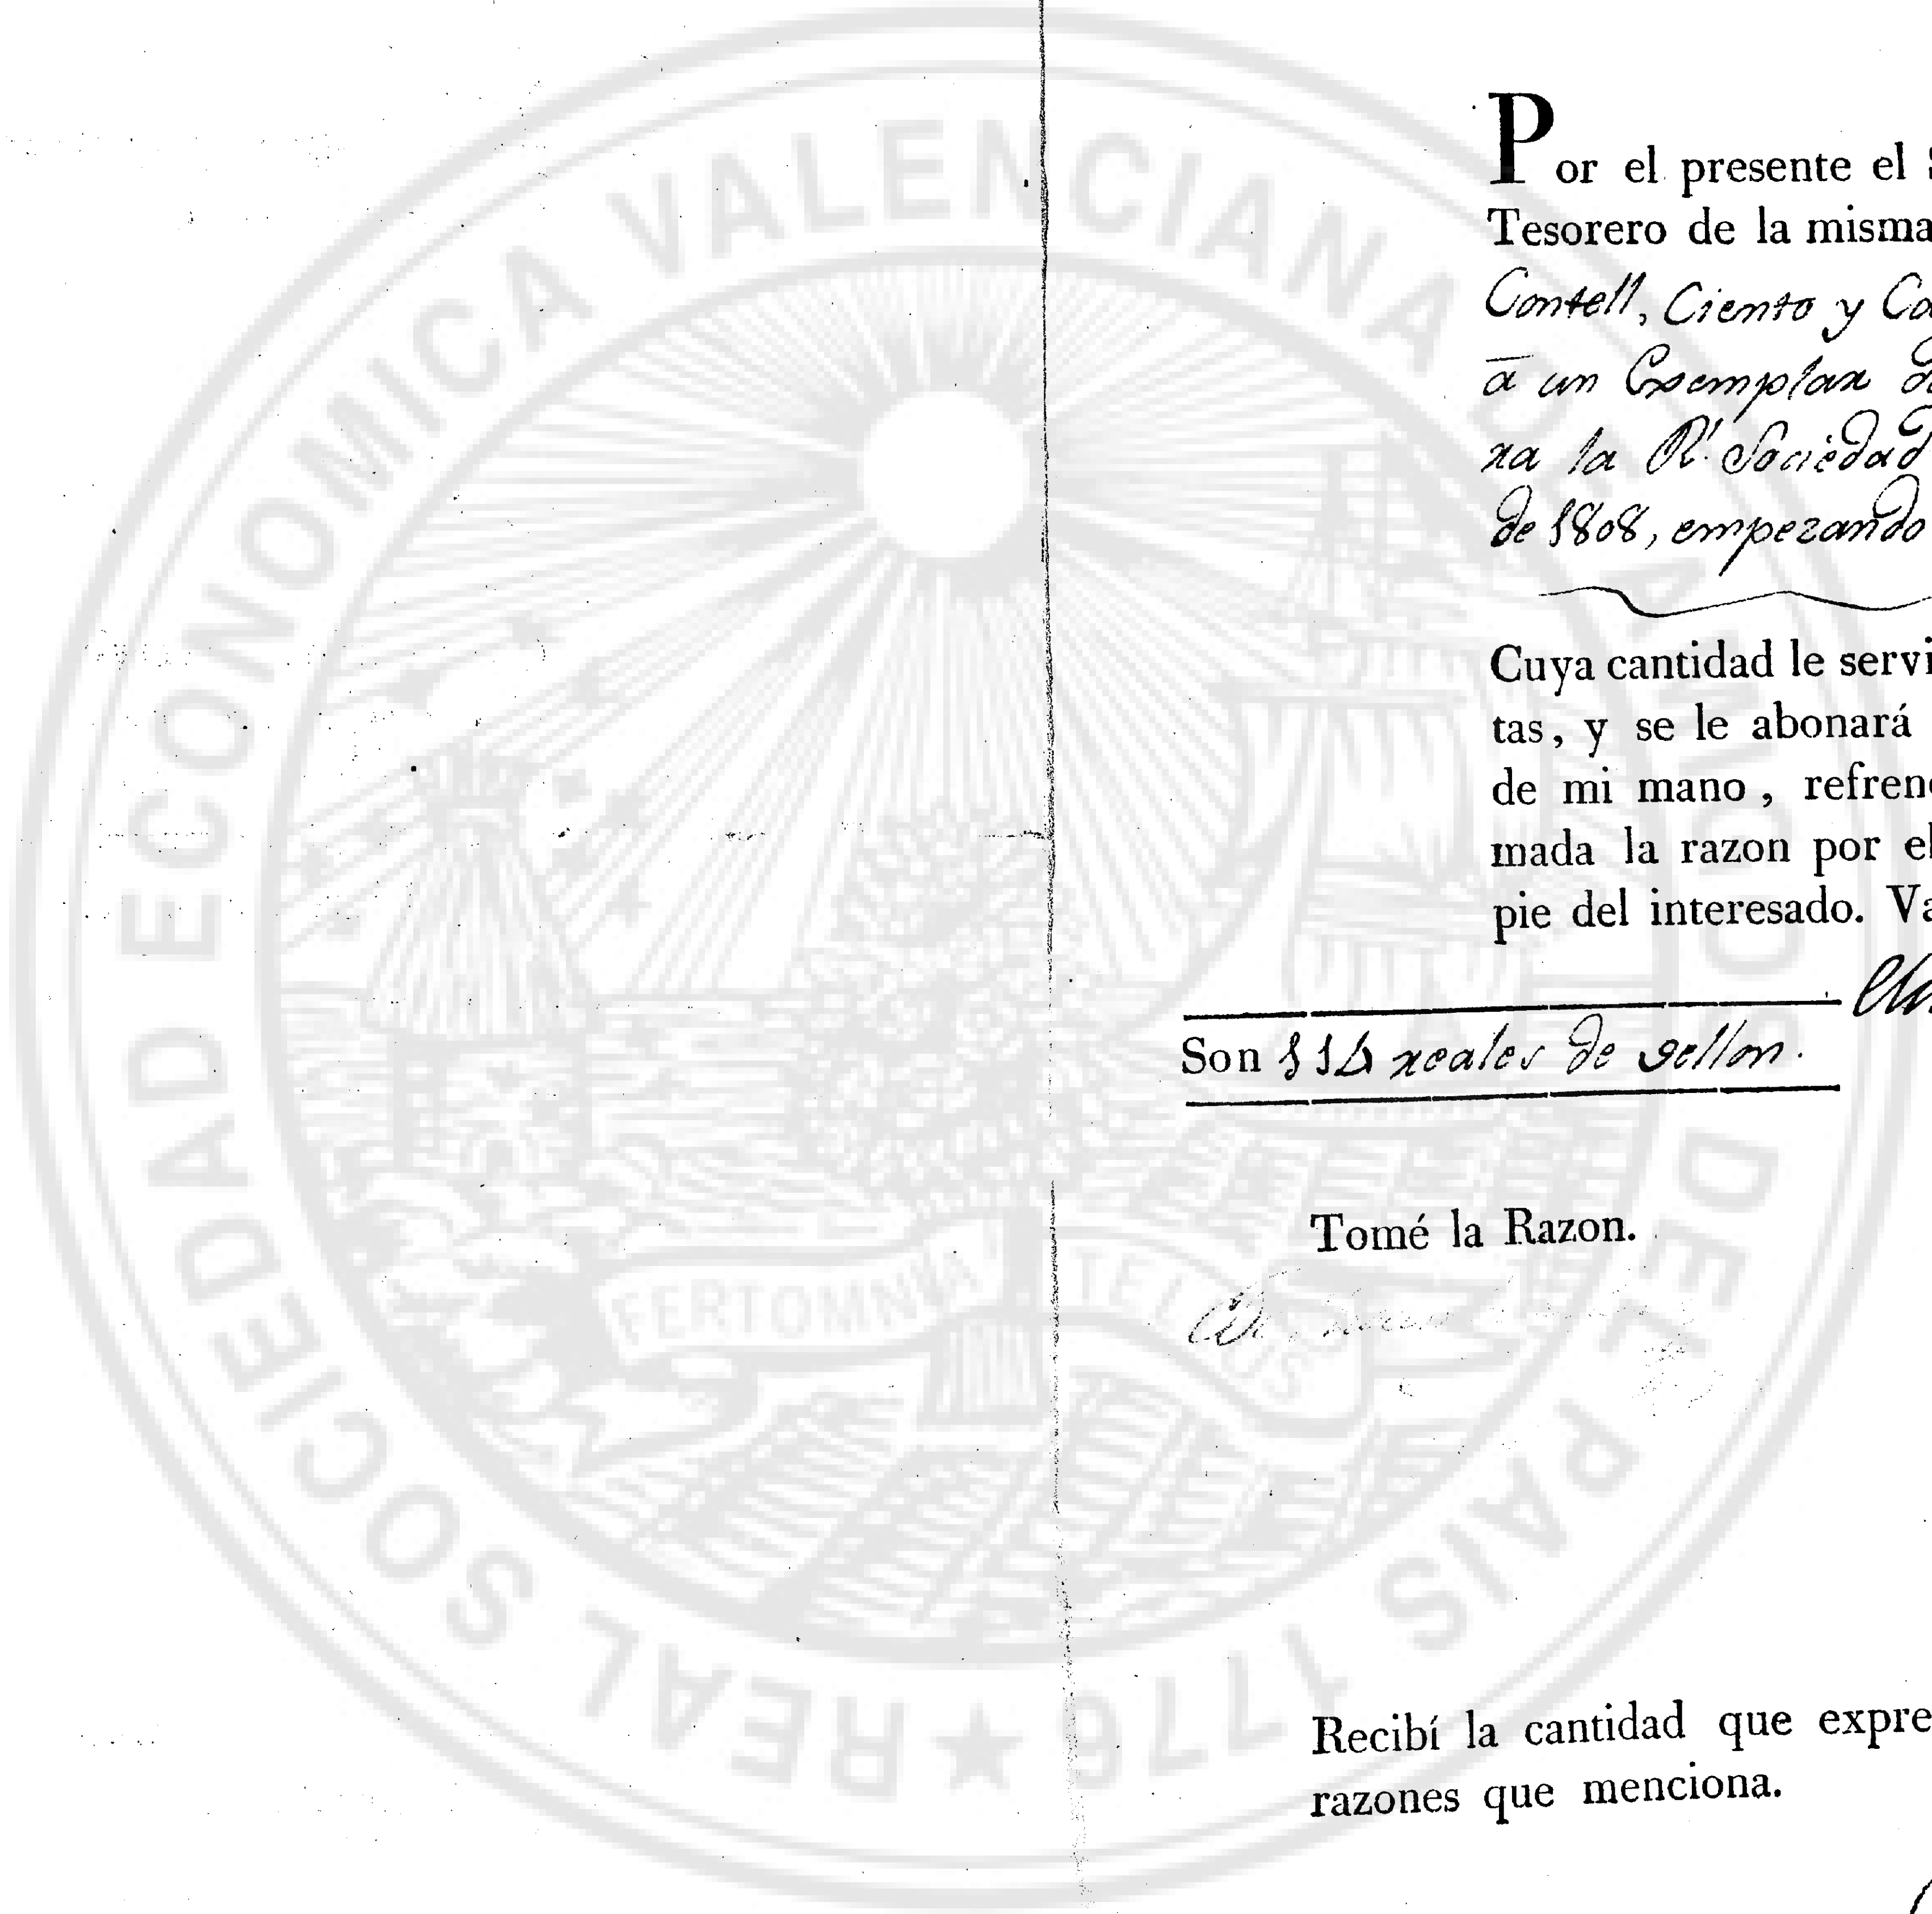 Por el presente el
Tesorero de la misma
Contell, Ciento y
á un Exemplar
ra la Rl. Sociedad
de 1808, empezando
Cuya cantidad le servi
tas, y se le abonará
de mi mano, refren
mada la razon por el
pie del interesado. Va
Son 114 reales de vellon.
Tomé la Razon.
Recibí la cantidad que expre
razones que menciona.
REAL SOCIEDAD ECONOMICA VALENCIANA DE AMIGOS DEL PAIS 1776
FERT OMNIA TELLUS